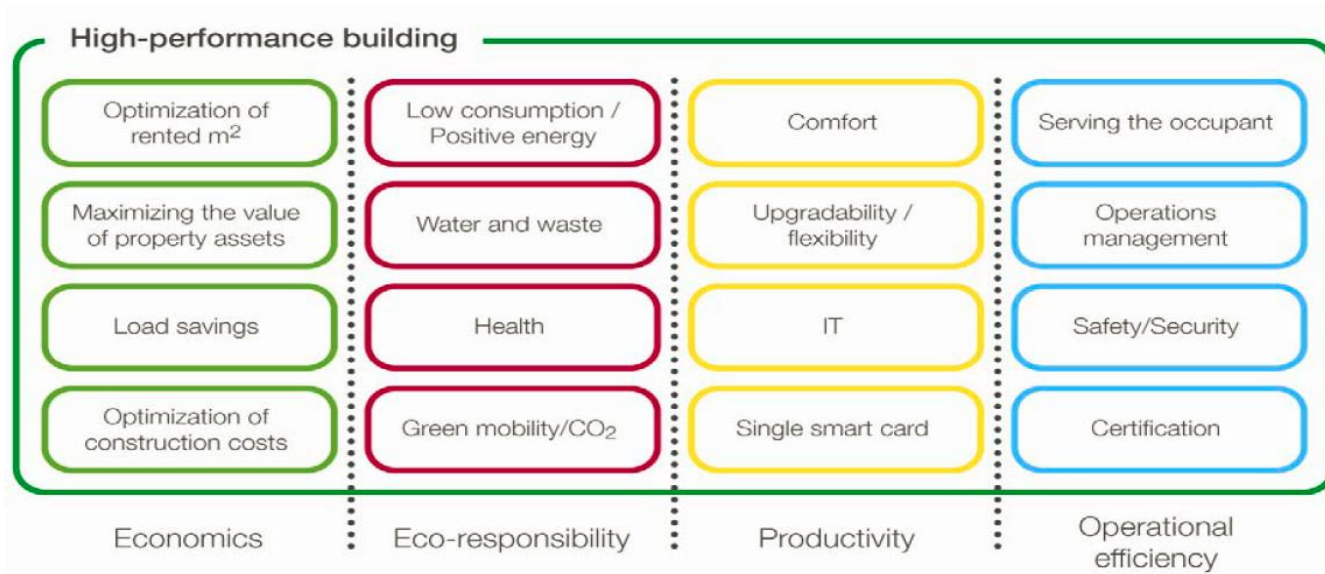 High-performance building
Optimization of
rented m²
Low consumption /
Positive energy
Comfort
Serving the occupant
Maximizing the value
of property assets
Water and waste
Upgradability /
flexibility
Operations
management
Load savings
Health
IT
Safety/Security
Optimization of
construction costs
Green mobility/CO₂
Single smart card
Certification
Economics
Eco-responsibility
Productivity
Operational
efficiency